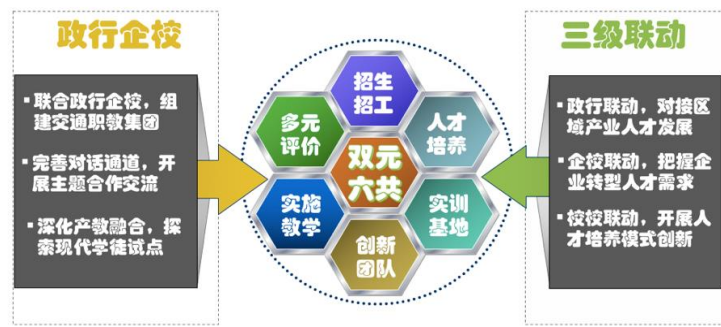 政行企校
联合政行企校，组
建交通职教集团
完善对话通道，开
展主题合作交流
深化产教融合，探
索现代学徒试点
招生
招工
多元
评价
人才
培养
双元
六共
实施
教学
实训
基地
创新
团队
三级联动
政行联动，对接区
域产业人才发展
企校联动，把握企
业转型人才需求
校校联动，开展人
才培养模式创新